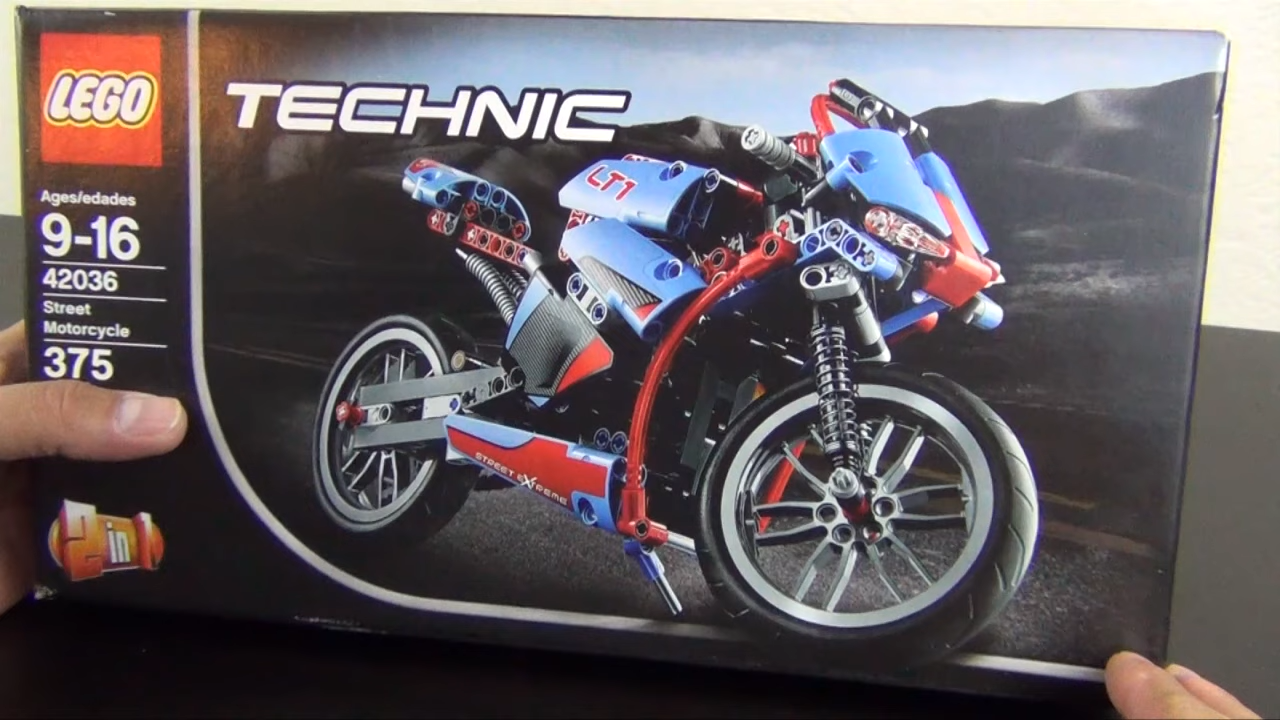 LEGO
TECHNIC
Ages/edades
9-16
42036
Street
Motorcycle
375
2 in 1
LT1
STREET eXTREME